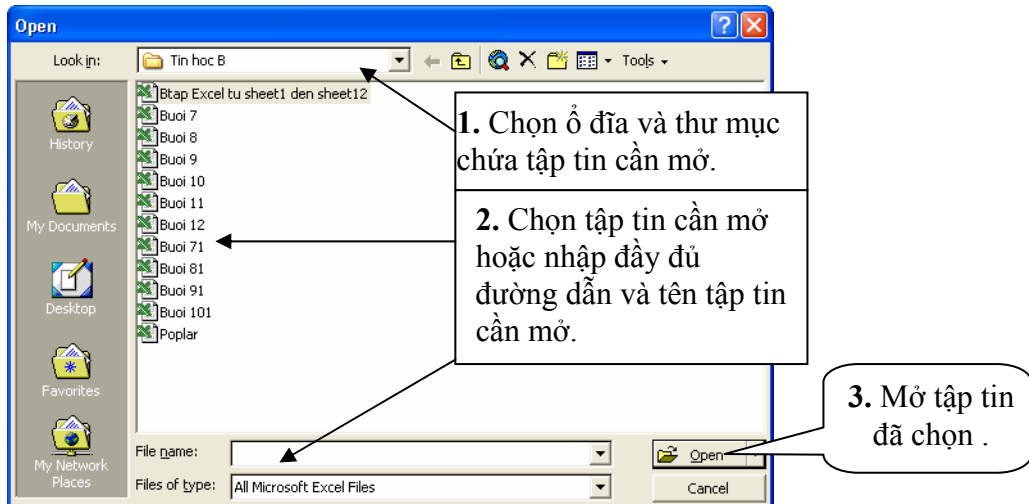 Open
Look in:
Tin hoc B
Tools
History
My Documents
Desktop
Favorites
My Network
Places
Btap Excel tu sheet1 den sheet12
Buoi 7
Buoi 8
Buoi 9
Buoi 10
Buoi 11
Buoi 12
Buoi 71
Buoi 81
Buoi 91
Buoi 101
Poplar
1. Chọn ổ đĩa và thư mục
chứa tập tin cần mở.
2. Chọn tập tin cần mở
hoặc nhập đầy đủ
đường dẫn và tên tập tin
cần mở.
3. Mở tập tin
đã chọn .
File name:
Open
Files of type:
All Microsoft Excel Files
Cancel